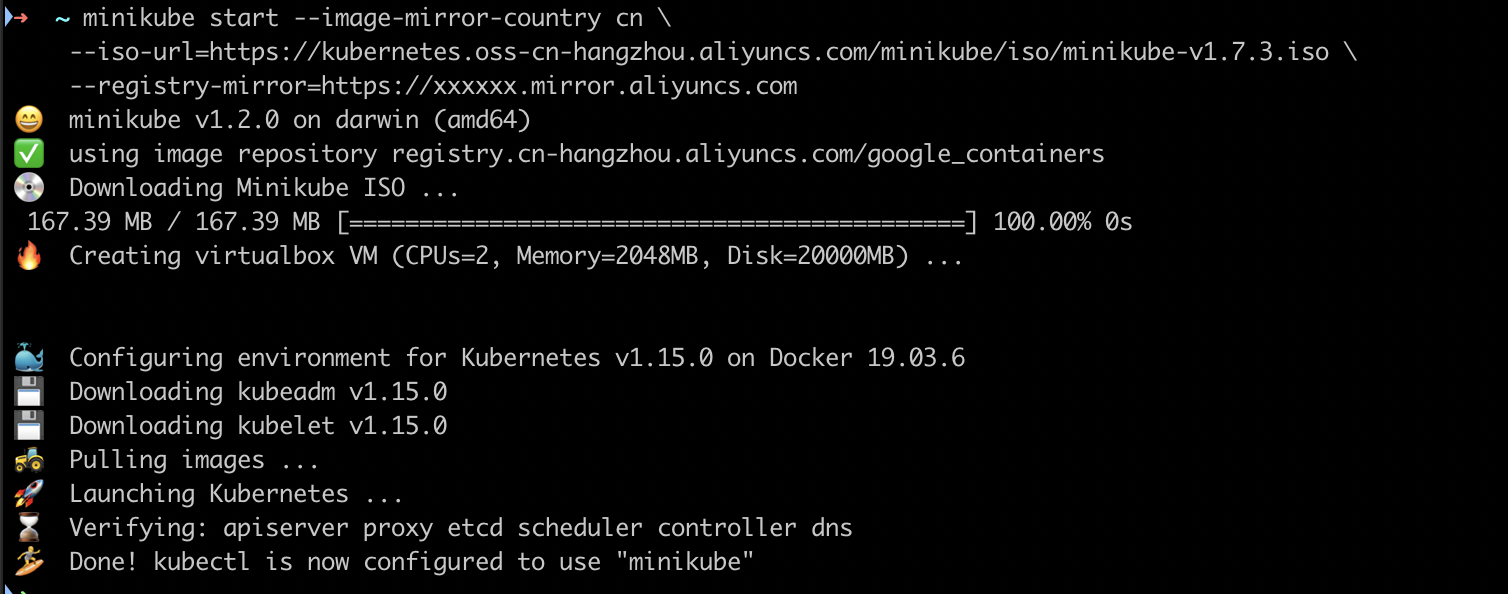 ➜ ~ minikube start --image-mirror-country cn \
--iso-url=https://kubernetes.oss-cn-hangzhou.aliyuncs.com/minikube/iso/minikube-v1.7.3.iso \
--registry-mirror=https://xxxxxx.mirror.aliyuncs.com
😄 minikube v1.2.0 on darwin (amd64)
✅ using image repository registry.cn-hangzhou.aliyuncs.com/google_containers
💿 Downloading Minikube ISO ...
167.39 MB / 167.39 MB [============================================] 100.00% 0s
🔥 Creating virtualbox VM (CPUs=2, Memory=2048MB, Disk=20000MB) ...
🐳 Configuring environment for Kubernetes v1.15.0 on Docker 19.03.6
💾 Downloading kubeadm v1.15.0
💾 Downloading kubelet v1.15.0
🚜 Pulling images ...
🚀 Launching Kubernetes ...
⌛ Verifying: apiserver proxy etcd scheduler controller dns
🏄 Done! kubectl is now configured to use "minikube"